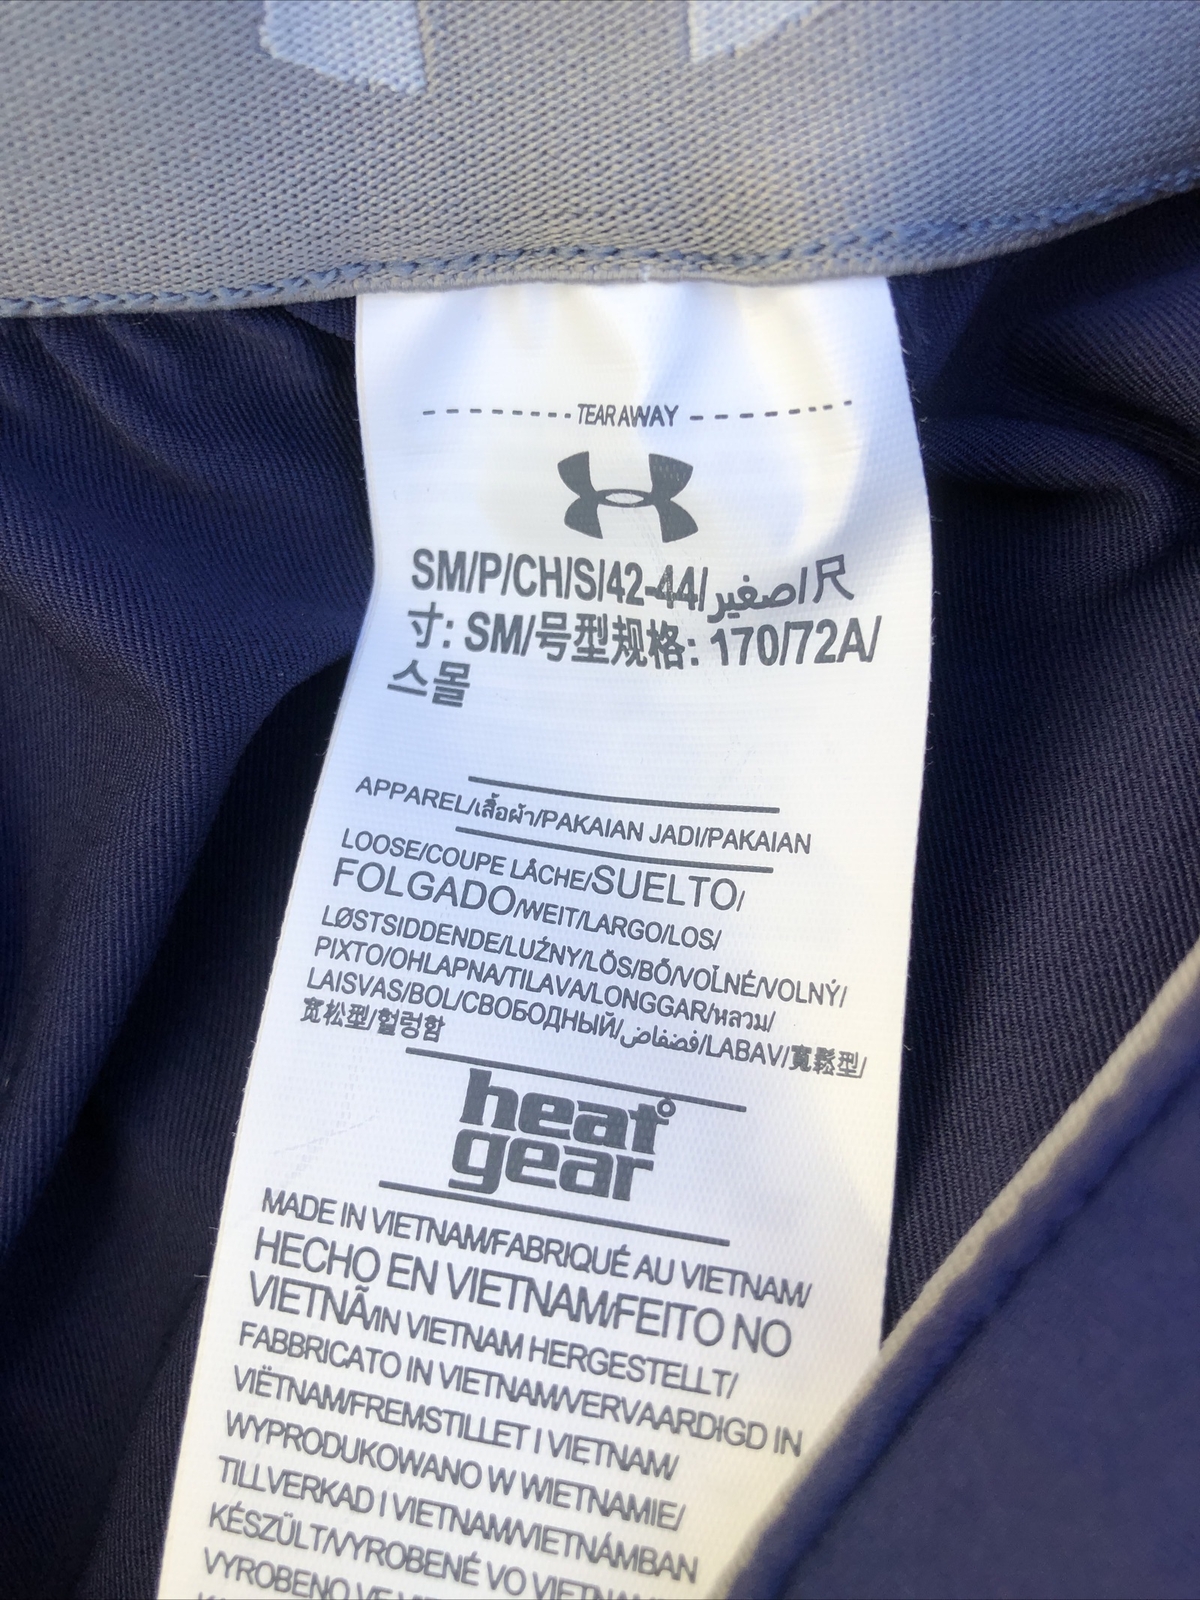 TEAR AWAY
SM/P/CH/S/42-44/صغير/尺
寸: SM/号型规格: 170/72A/
스몰
APPAREL/เสื้อผ้า/PAKAIAN JADI/PAKAIAN
LOOSE/COUPE LÂCHE/SUELTO/
FOLGADO/WEIT/LARGO/LOS/
LØSTSIDDENDE/LUŹNY/LÖS/BŐ/VOĽNÉ/VOLNÝ/
PIXTO/OHLAPNA/TILAVA/LONGGAR/หลวม/
LAISVAS/BOL/СВОБОДНЫЙ/فضفاض/LABAV/寬鬆型/
宽松型/헐렁함
heat
gear
MADE IN VIETNAM/FABRIQUÉ AU VIETNAM/
HECHO EN VIETNAM/FEITO NO
VIETNÃ/IN VIETNAM HERGESTELLT/
FABBRICATO IN VIETNAM/VERVAARDIGD IN
VIËTNAM/FREMSTILLET I VIETNAM/
WYPRODUKOWANO W WIETNAMIE/
TILLVERKAD I VIETNAM/VIETNÁMBAN
KÉSZÜLT/VYROBENÉ VO VIETNAM
VYROBENO VE